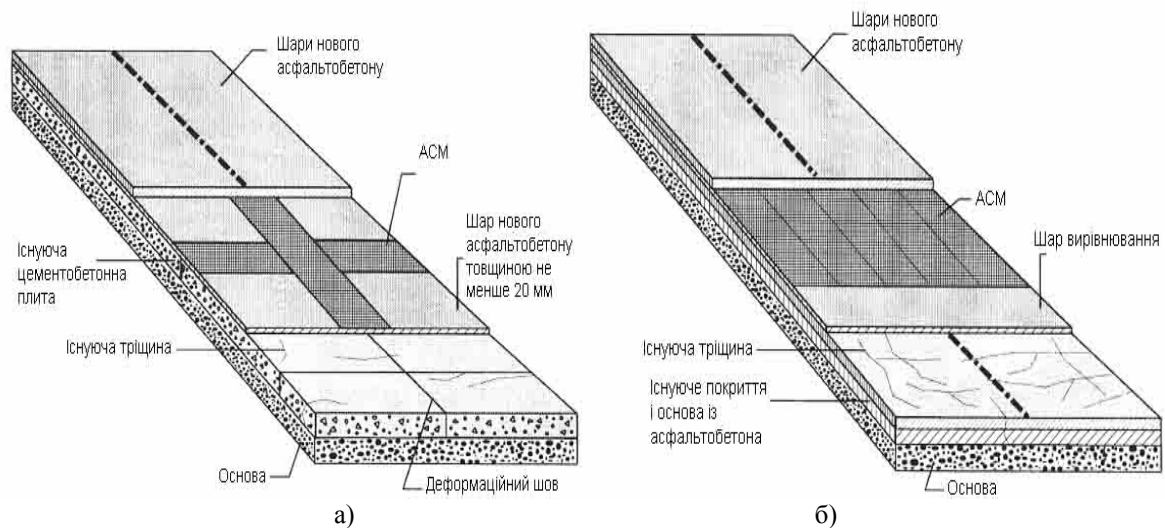 Шари нового
асфальтобетону
АСМ
Шар нового
асфальтобетону
товщиною не
менше 20 мм
Існуюча
цементобетонна
плита
Існуюча тріщина
Основа
Деформаційний шов
а)
Шари нового
асфальтобетону
АСМ
Шар вирівнювання
Існуюча тріщина
Існуюче покриття
і основа із
асфальтобетона
Основа
б)